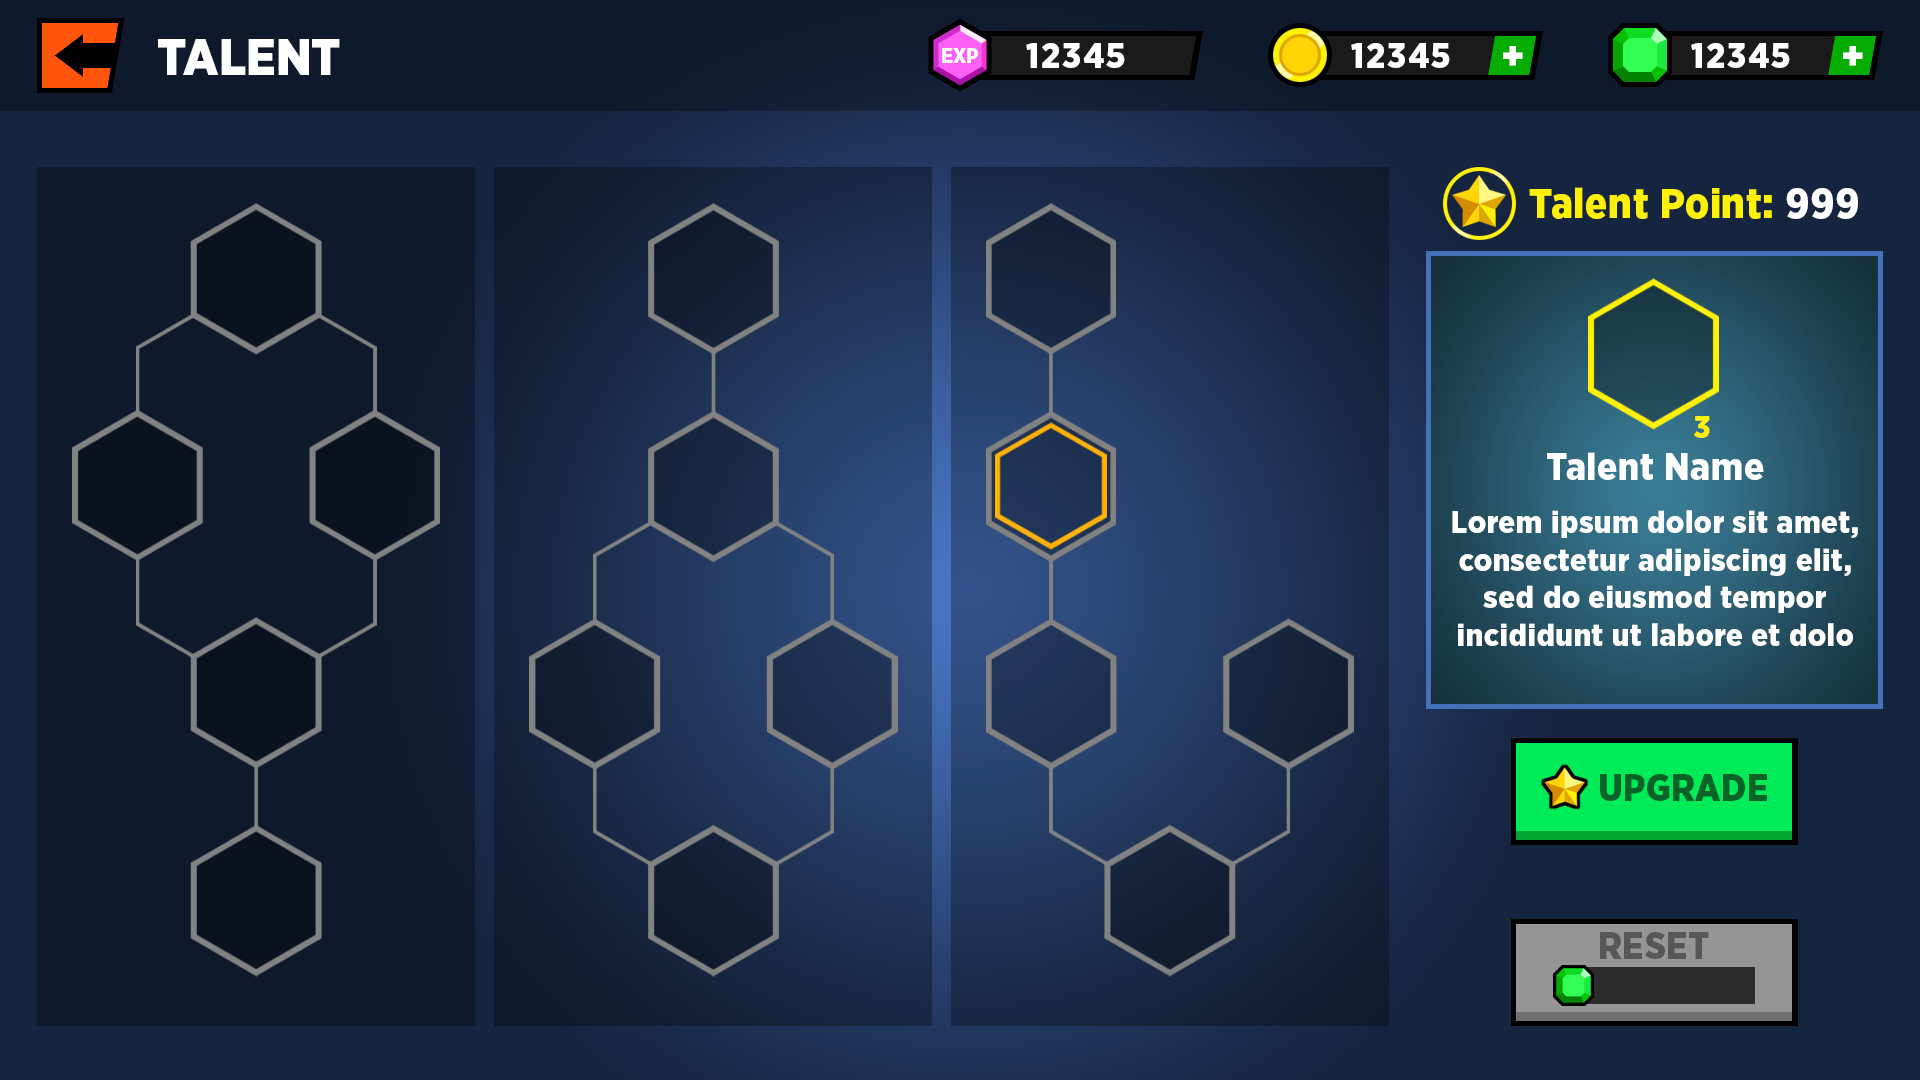 TALENT
EXP
12345
12345
+
12345
+
Talent Point: 999
3
Talent Name
Lorem ipsum dolor sit amet,
consectetur adipiscing elit,
sed do eiusmod tempor
incididunt ut labore et dolo
UPGRADE
RESET